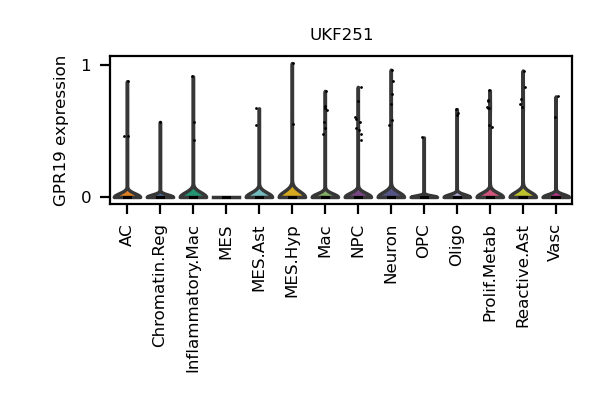 UKF251
GPR19 expression
1
0
AC
Chromatin.Reg
Inflammatory.Mac
MES
MES.Ast
MES.Hyp
Mac
NPC
Neuron
OPC
Oligo
Prolif.Metab
Reactive.Ast
Vasc